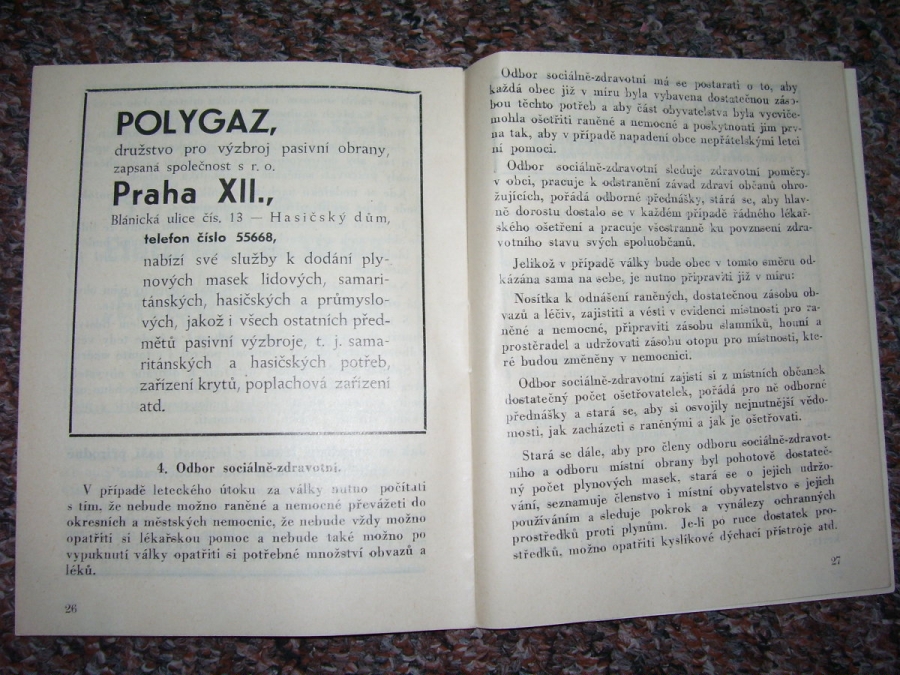 POLYGAZ,
družstvo pro výzbroj pasivní obrany,
zapsaná společnost s r. o.
Praha XII.,
Blánická ulice čís. 13 — Hasičský dům,
telefon číslo 55668,
nabízí své služby k dodání ply-
nových masek lidových, samari-
tánských, hasičských a průmyslo-
vých, jakož i všech ostatních před-
mětů pasivní výzbroje, t. j. sama-
ritánských a hasičských potřeb,
zařízení krytů, poplachová zařízení
atd.
4. Odbor sociálně-zdravotní.
V případě leteckého útoku za války nutno počítati
s tím, že nebude možno raněné a nemocné převážeti do
okresních a městských nemocnic, že nebude vždy možno
opatřiti si lékařskou pomoc a nebude také možno po
vypuknutí války opatřiti si potřebné množství obvazů a
léků.
26
Odbor sociálně-zdravotní má se postarati o to, aby
každá obec již v míru byla vybavena dostatečnou záso-
bou těchto potřeb a aby část obyvatelstva byla vycviče-
mohla ošetřiti raněné a nemocné a poskytnouti jim prv-
na tak, aby v případě napadení obce nepřátelskými letci
ní pomoci.
Odbor sociálně-zdravotní sleduje zdravotní poměry
v obci, pracuje k odstranění závad zdraví občanů ohro-
žujících, pořádá odborné přednášky, stará se, aby hlav-
ně dorostu dostalo se v každém případě řádného lékař-
ského ošetření a pracuje všestranně ku povznesení zdra-
votního stavu svých spoluobčanů.
Jelikož v případě války bude obec v tomto směru od-
kázána sama na sebe, je nutno připraviti již v míru:
Nosítka k odnášení raněných, dostatečnou zásobu ob-
vazů a léčiv, zajistiti a vésti v evidenci místnosti pro ra-
něné a nemocné, připraviti zásobu slamníků, houní a
prostěradel a udržovati zásobu otopu pro místnosti, kte-
ré budou změněny v nemocnici.
Odbor sociálně-zdravotní zajistí si z místních občanek
dostatečný počet ošetřovatelek, pořádá pro ně odborné
přednášky a stará se, aby si osvojily nejnutnější vědo-
mosti, jak zacházeti s raněnými a jak je ošetřovati.
Stará se dále, aby pro členy odboru sociálně-zdravot-
ního a odboru místní obrany byl pohotově dostateč-
ný počet plynových masek, stará se o jejich udržo-
vání, seznamuje členstvo i místní obyvatelstvo s jejich
používáním a sleduje pokrok a vynálezy ochranných
prostředků proti plynům. Je-li po ruce dostatek pro-
středků, možno opatřiti kyslíkové dýchací přístroje atd.
27